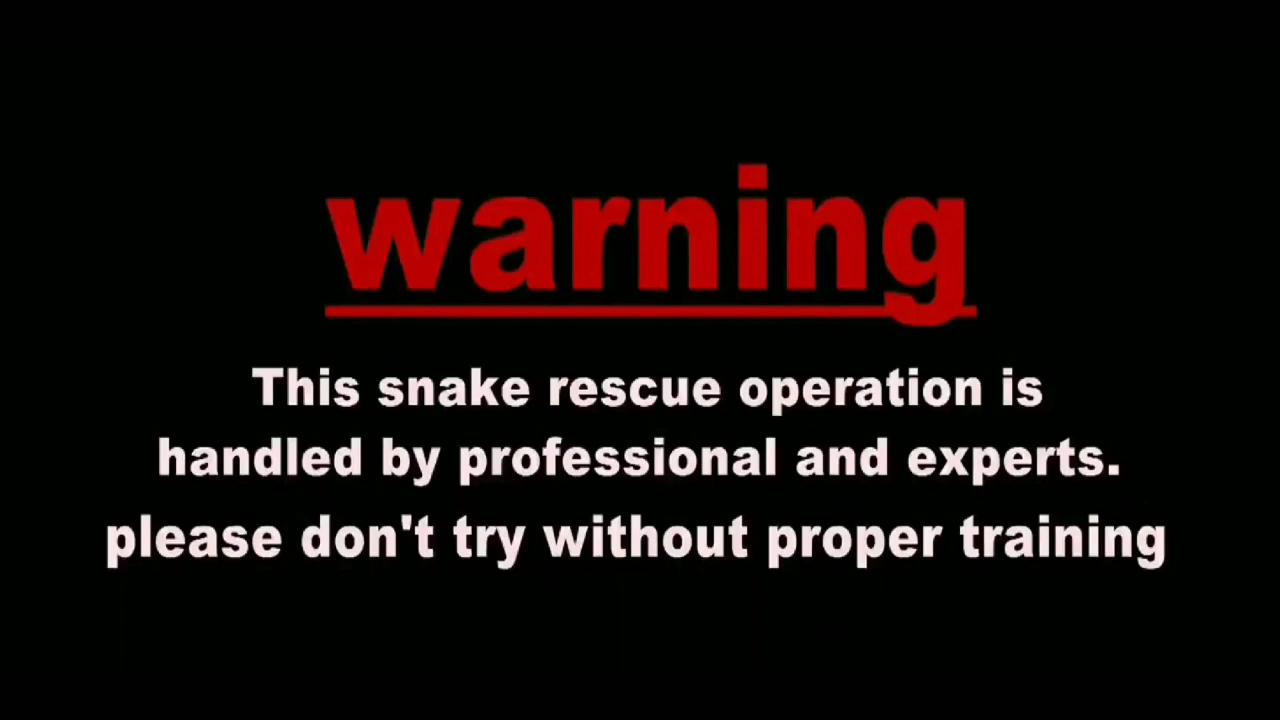 warning
This snake rescue operation is
handled by professional and experts.
please don't try without proper training